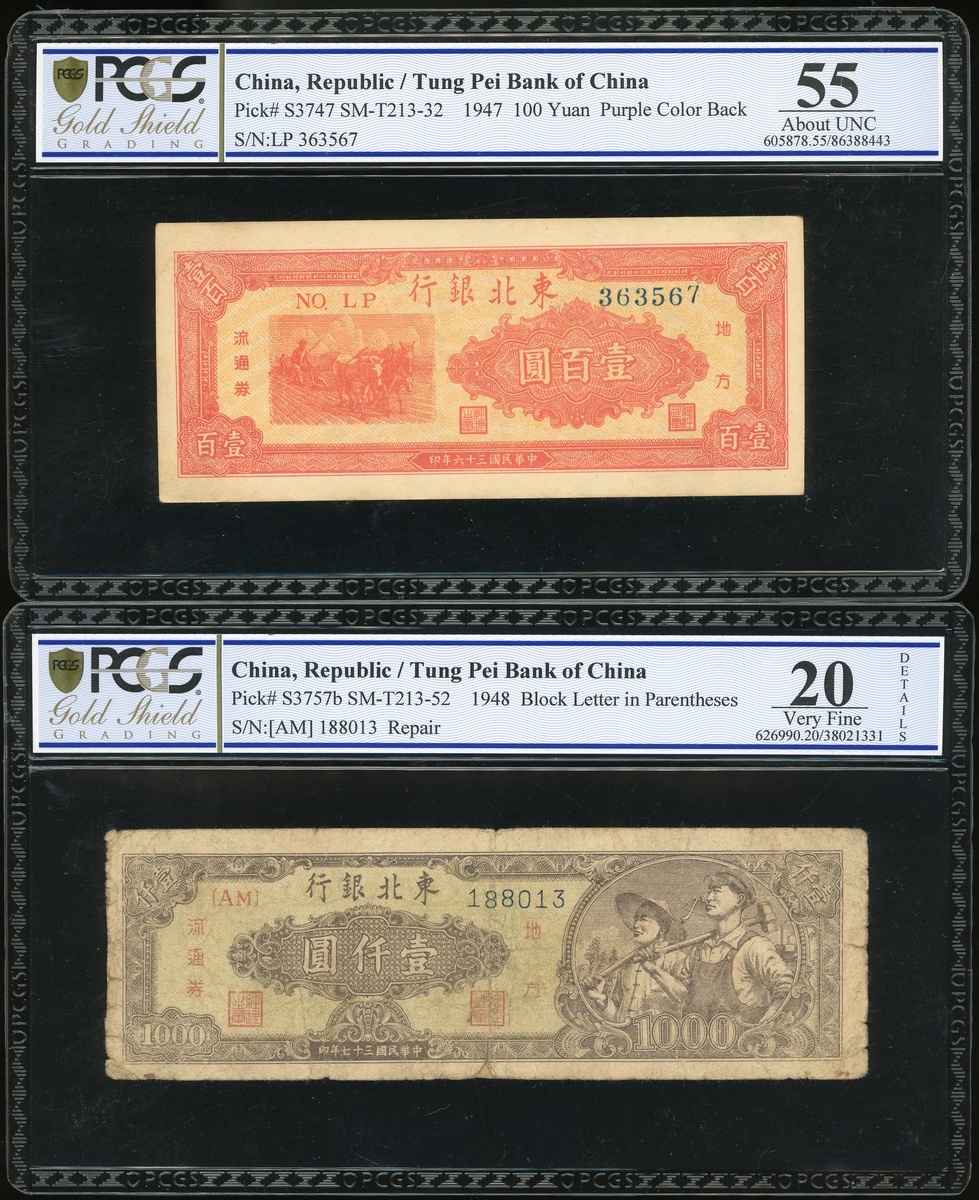 PCGS
PCGS
Gold Shield
GRADING
China, Republic / Tung Pei Bank of China
Pick# S3747 SM-T213-32 1947 100 Yuan Purple Color Back
S/N:LP 363567
55
About UNC
605878.55/86388443
壹百
壹百
行銀北東
NO. LP
363567
流通券
地方
圓百壹
百壹
百壹
印年六十三國民華中
PCGS
PCGS
Gold Shield
GRADING
China, Republic / Tung Pei Bank of China
Pick# S3757b SM-T213-52 1948 Block Letter in Parentheses
S/N:[AM] 188013 Repair
20
Very Fine
626990.20/38021331
DETAILS
行銀北東
[AM]
188013
流通券
地方
圓仟壹
1000
1000
印年七十三國民華中